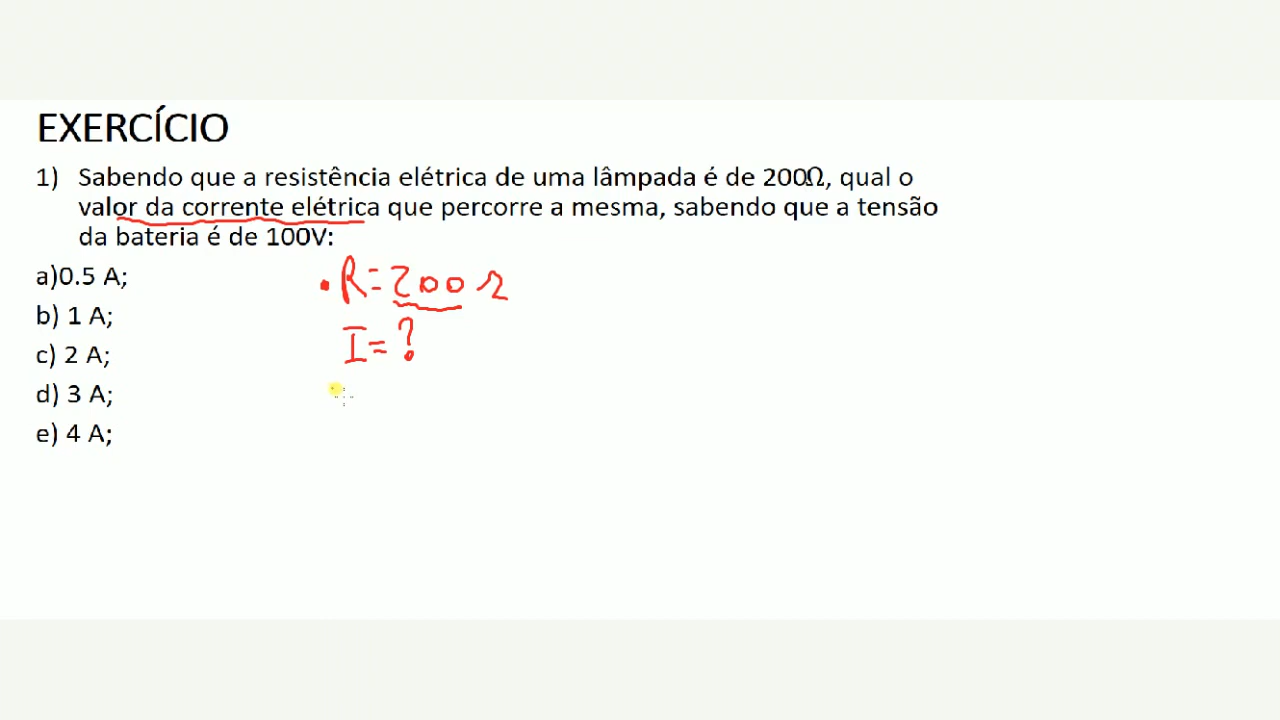 EXERCÍCIO
1) Sabendo que a resistência elétrica de uma lâmpada é de 200Ω, qual o
valor da corrente elétrica que percorre a mesma, sabendo que a tensão
da bateria é de 100V:
a)0.5 A;
b) 1 A;
c) 2 A;
d) 3 A;
e) 4 A;
• R = 200 Ω
I = ?